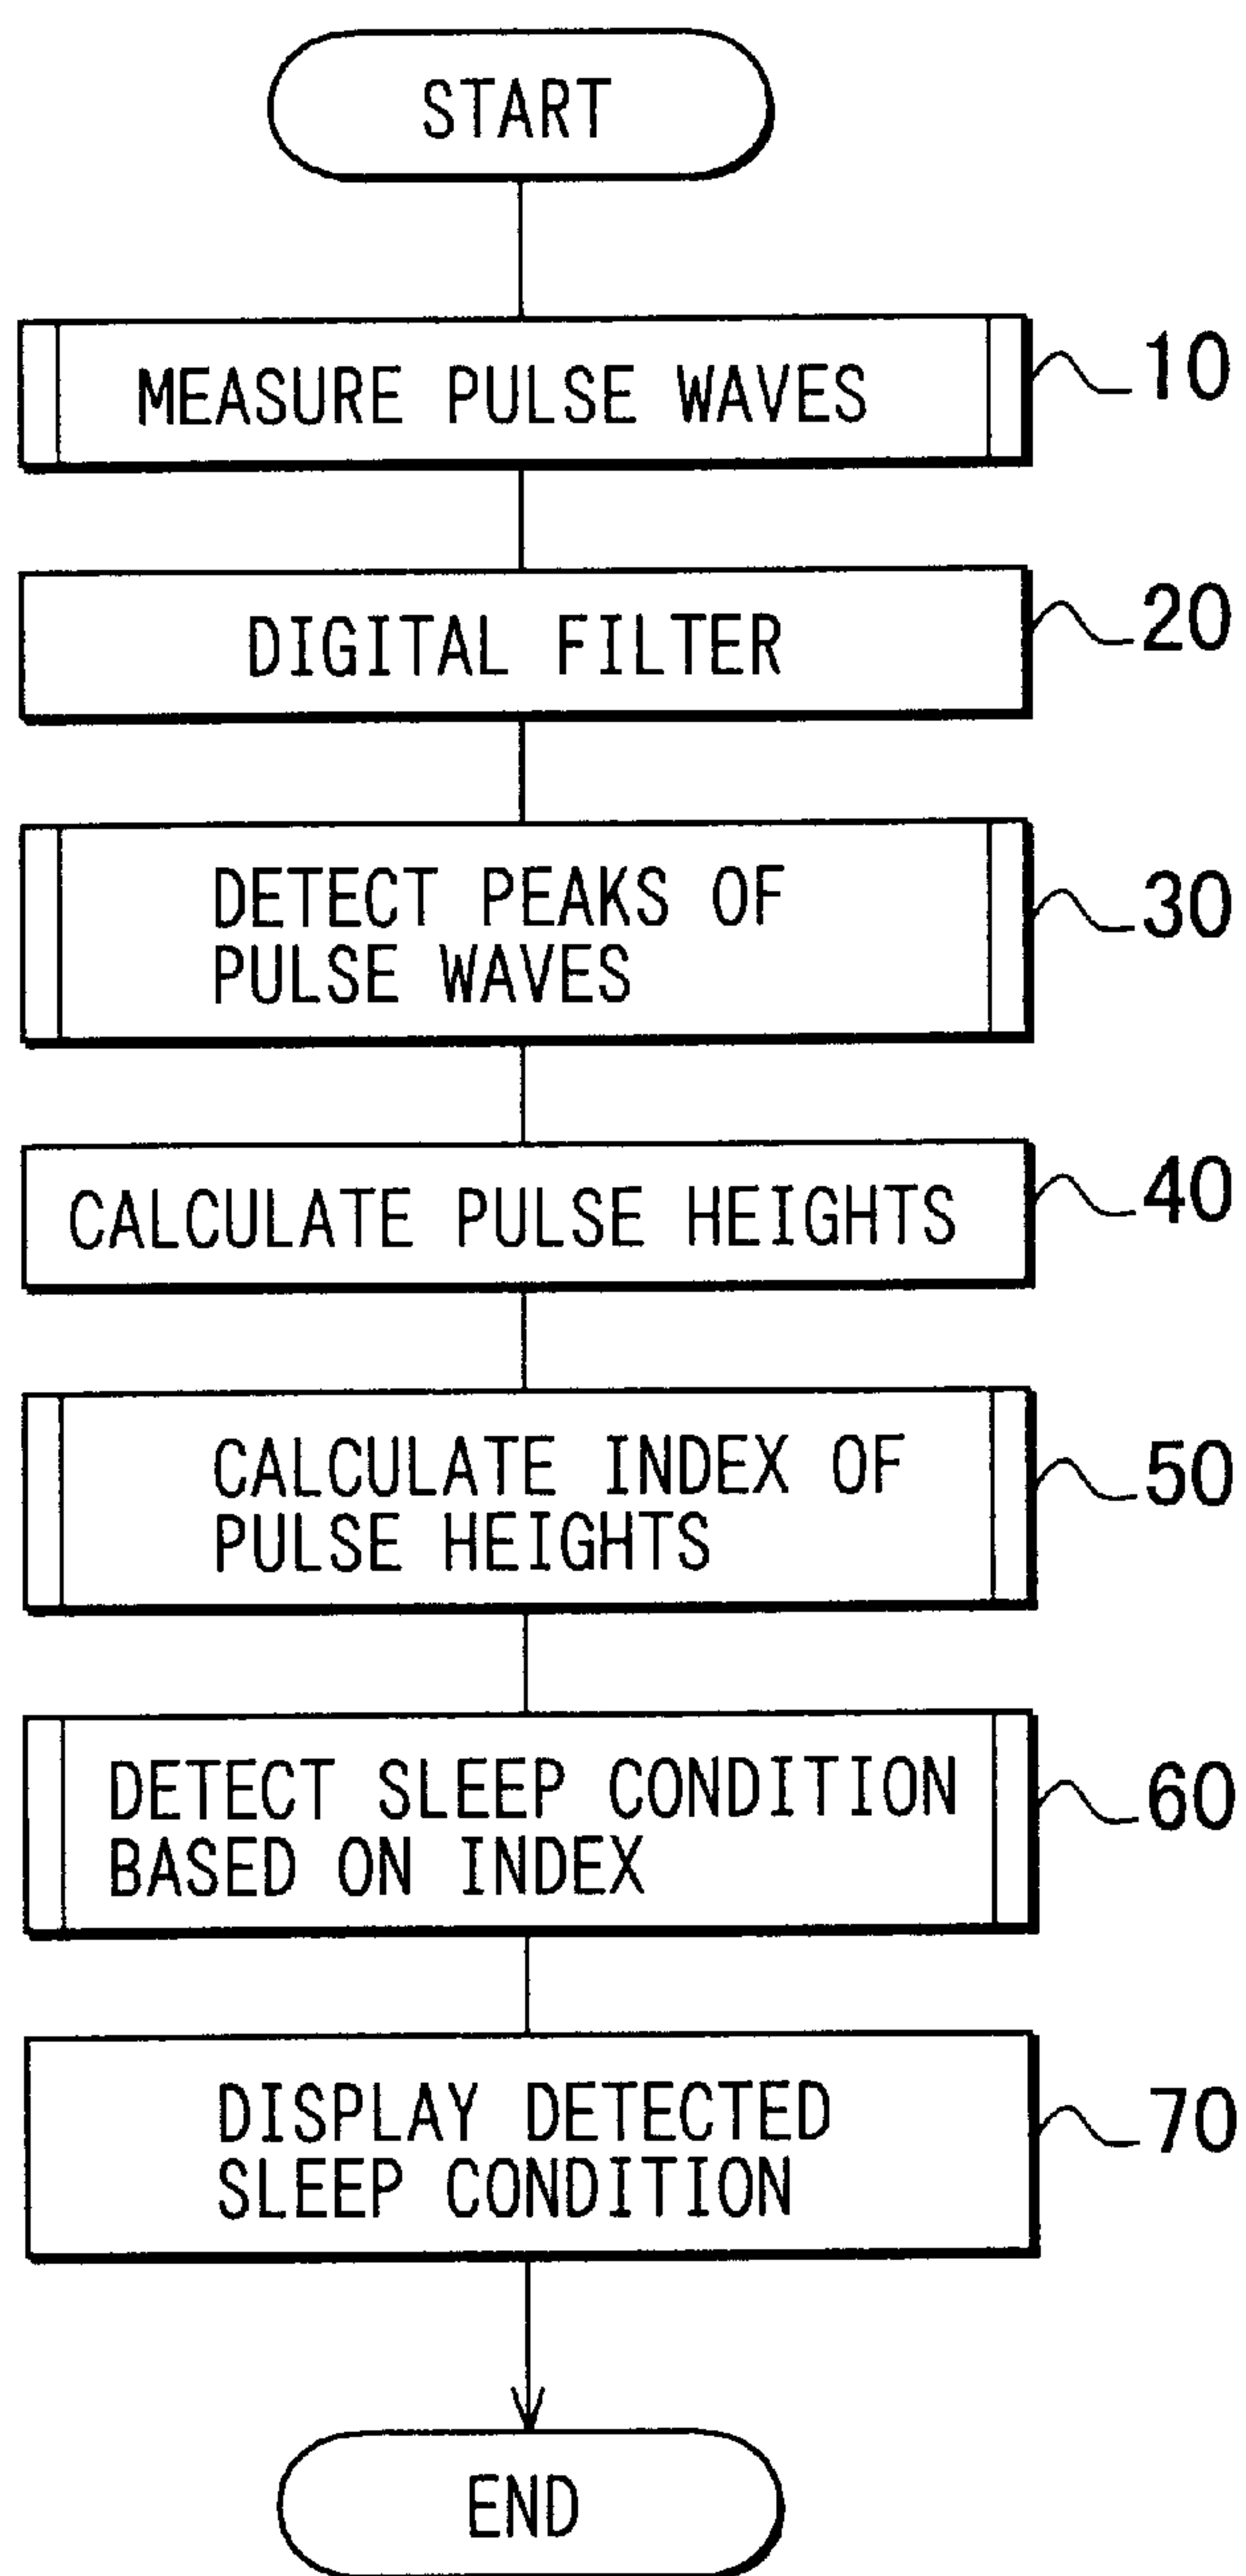 START
MEASURE PULSE WAVES
10
DIGITAL FILTER
20
DETECT PEAKS OF
PULSE WAVES
30
CALCULATE PULSE HEIGHTS
40
CALCULATE INDEX OF
PULSE HEIGHTS
50
DETECT SLEEP CONDITION
BASED ON INDEX
60
DISPLAY DETECTED
SLEEP CONDITION
70
END